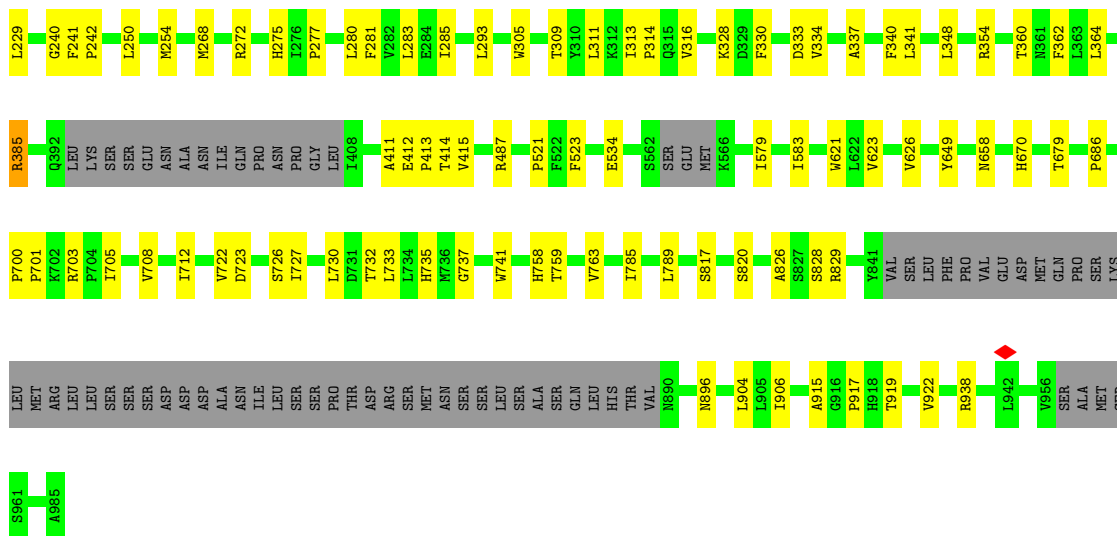 L229 G240 F241 P242 L250 M254 M268 R272 H275 I276 P277 L280 F281 V282 L283 E284 I285 L293 W305 T309 Y310 L311 K312 I313 P314 Q315 V316 K328 D329 F330 D333 V334 A337 F340 L341 L348 R354 T360 N361 F362 L363 L364
R385 Q392 LEU LYS SER SER GLU ASN ALA ASN ILE GLN PRO ASN PRO GLY LEU I408 A411 E412 P413 T414 V415 R487 P521 F522 F523 E534 S562 SER GLU MET K566 I579 I583 W621 L622 V623 V626 Y649 N658 H670 T679 P686
P700 P701 K702 R703 P704 I705 V708 I712 V722 D723 S726 I727 L730 D731 T732 L733 L734 H735 M736 G737 W741 H758 T759 V763 I785 L789 S817 S820 A826 S827 S828 R829 Y841 VAL SER LEU PHE PRO VAL GLU ASP MET GLN PRO SER LYS
LEU MET ARG LEU LEU SER SER SER ASP ASP ASP ALA ASN ILE LEU SER SER PRO THR ASP ARG SER MET ASN SER SER LEU SER ALA SER GLN LEU HIS THR VAL N890 N896 L904 L905 I906 A915 G916 P917 H918 T919 V922 R938 L942 V956 SER ALA MET
S961 A985